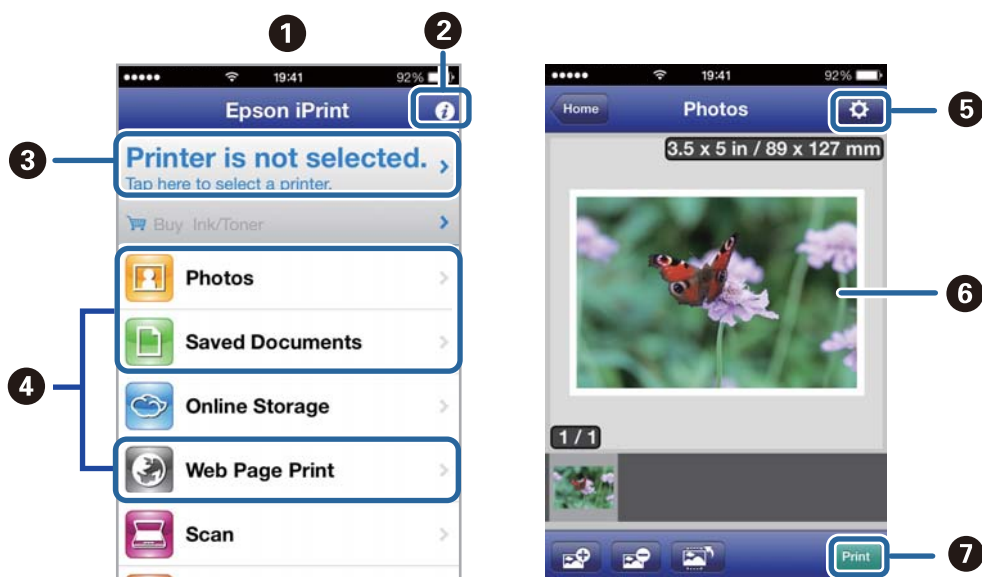 1
2
19:41
92%
Epson iPrint
3
Printer is not selected.
Tap here to select a printer.
Buy Ink/Toner
Photos
Saved Documents
4
Online Storage
Web Page Print
Scan
19:41
92%
Home
Photos
5
3.5 x 5 in / 89 x 127 mm
6
1/1
Print
7